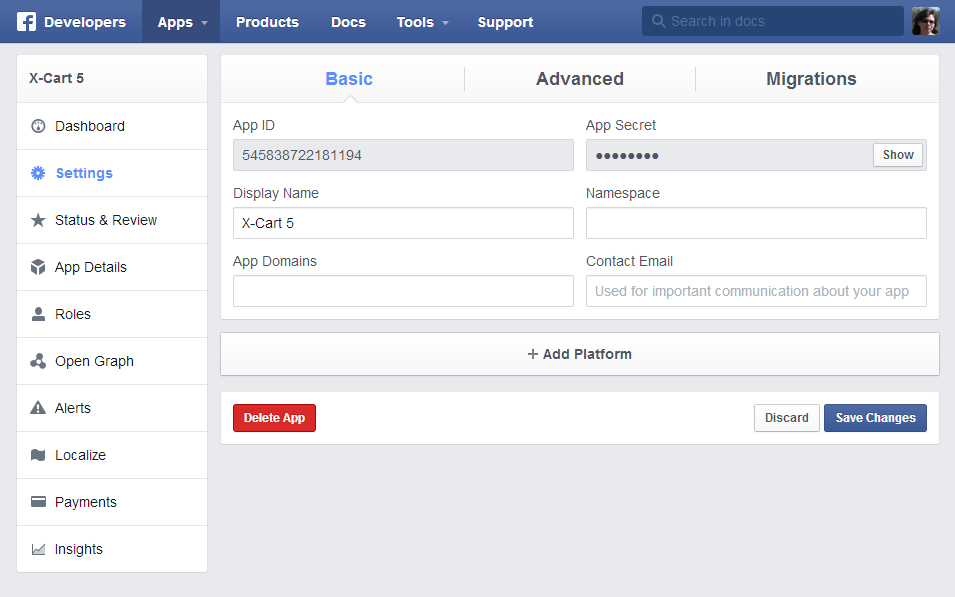 Developers Apps Products Docs Tools Support Search in docs
X-Cart 5
Dashboard
Settings
Status & Review
App Details
Roles
Open Graph
Alerts
Localize
Payments
Insights
Basic Advanced Migrations
App ID App Secret
545838722181194 ●●●●●●●● Show
Display Name Namespace
X-Cart 5
App Domains Contact Email
Used for important communication about your app
+ Add Platform
Delete App Discard Save Changes